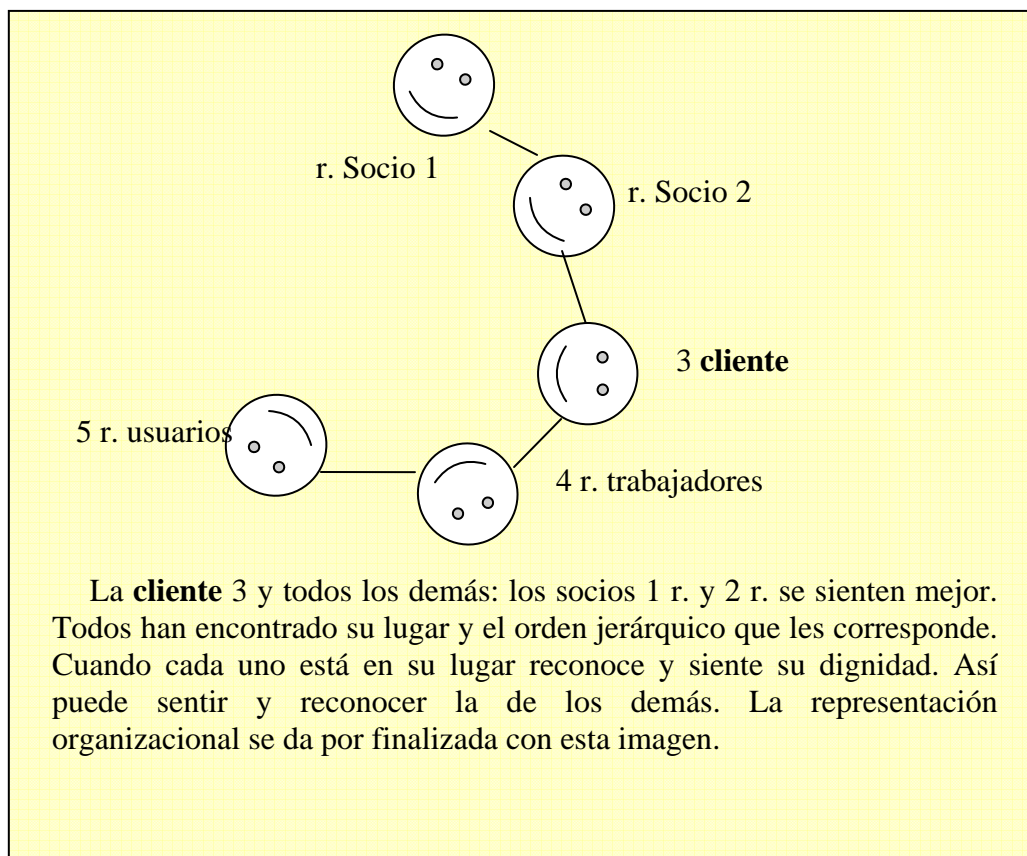 r. Socio 1
r. Socio 2
3 cliente
5 r. usuarios
4 r. trabajadores
La cliente 3 y todos los demás: los socios 1 r. y 2 r. se sienten mejor.
Todos han encontrado su lugar y el orden jerárquico que les corresponde.
Cuando cada uno está en su lugar reconoce y siente su dignidad. Así
puede sentir y reconocer la de los demás. La representación
organizacional se da por finalizada con esta imagen.